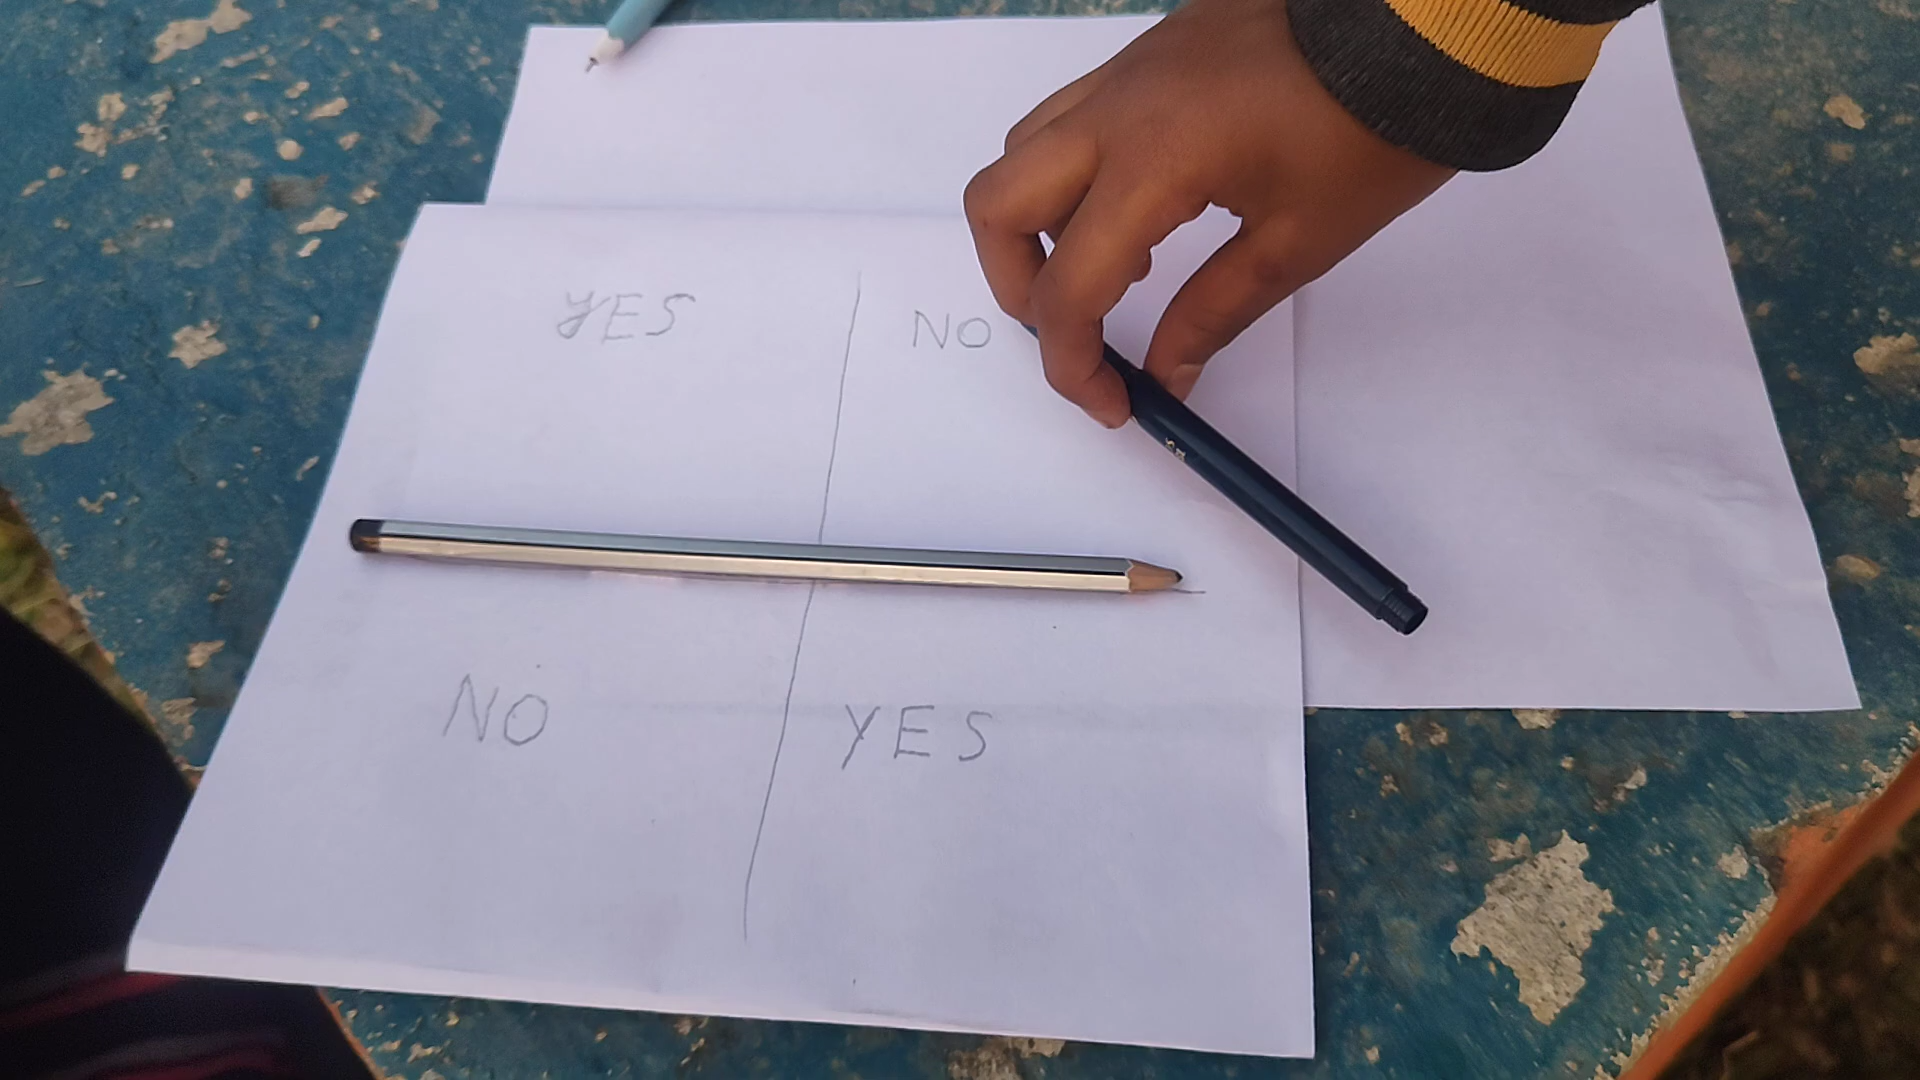 YES NO
NO YES